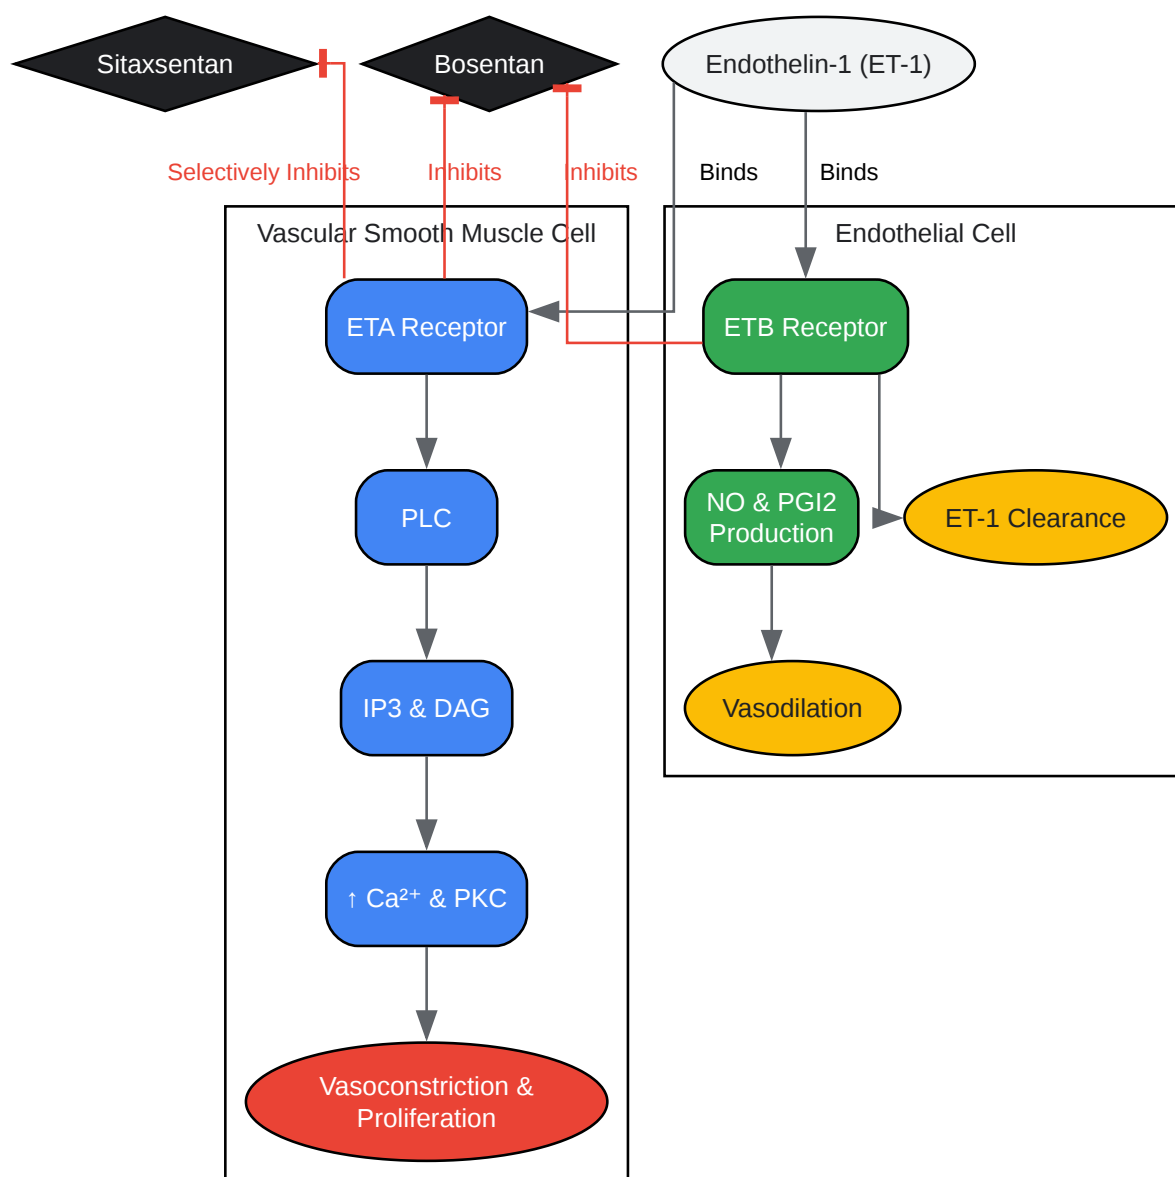 Sitaxsentan
Bosentan
Endothelin-1 (ET-1)
Selectively Inhibits
Inhibits
Inhibits
Binds
Binds
Vascular Smooth Muscle Cell
Endothelial Cell
ETA Receptor
ETB Receptor
PLC
NO & PGI2
Production
ET-1 Clearance
IP3 & DAG
Vasodilation
↑ Ca²⁺ & PKC
Vasoconstriction &
Proliferation